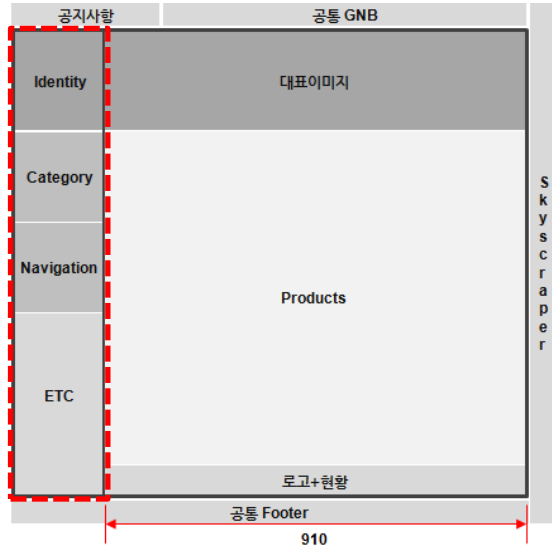 공지사항
공통 GNB
Identity
대표이미지
Category
Navigation
Products
ETC
로고+현황
공통 Footer
910
Skyscraper